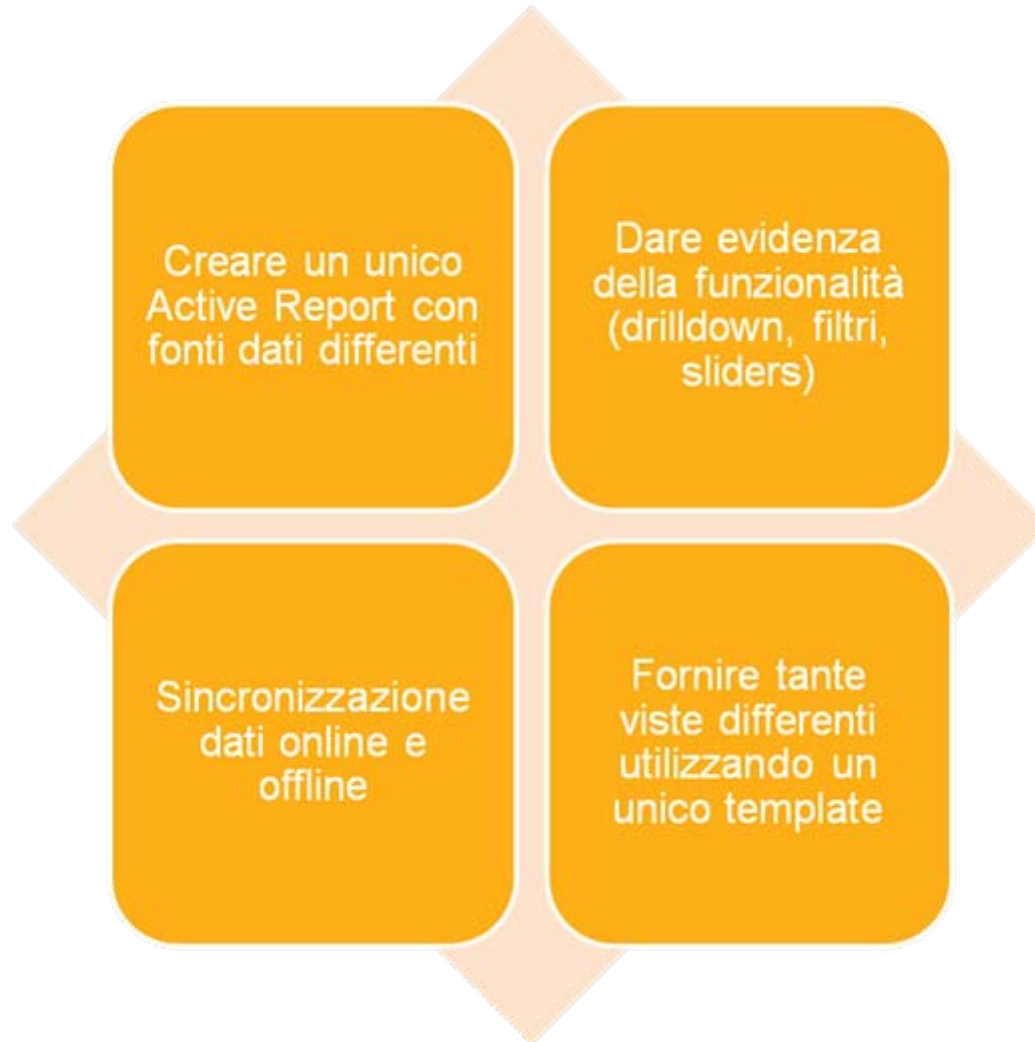 Creare un unico
Active Report con
fonti dati differenti
Dare evidenza
della funzionalità
(drilldown, filtri,
sliders)
Sincronizzazione
dati online e
offline
Fornire tante
viste differenti
utilizzando un
unico template